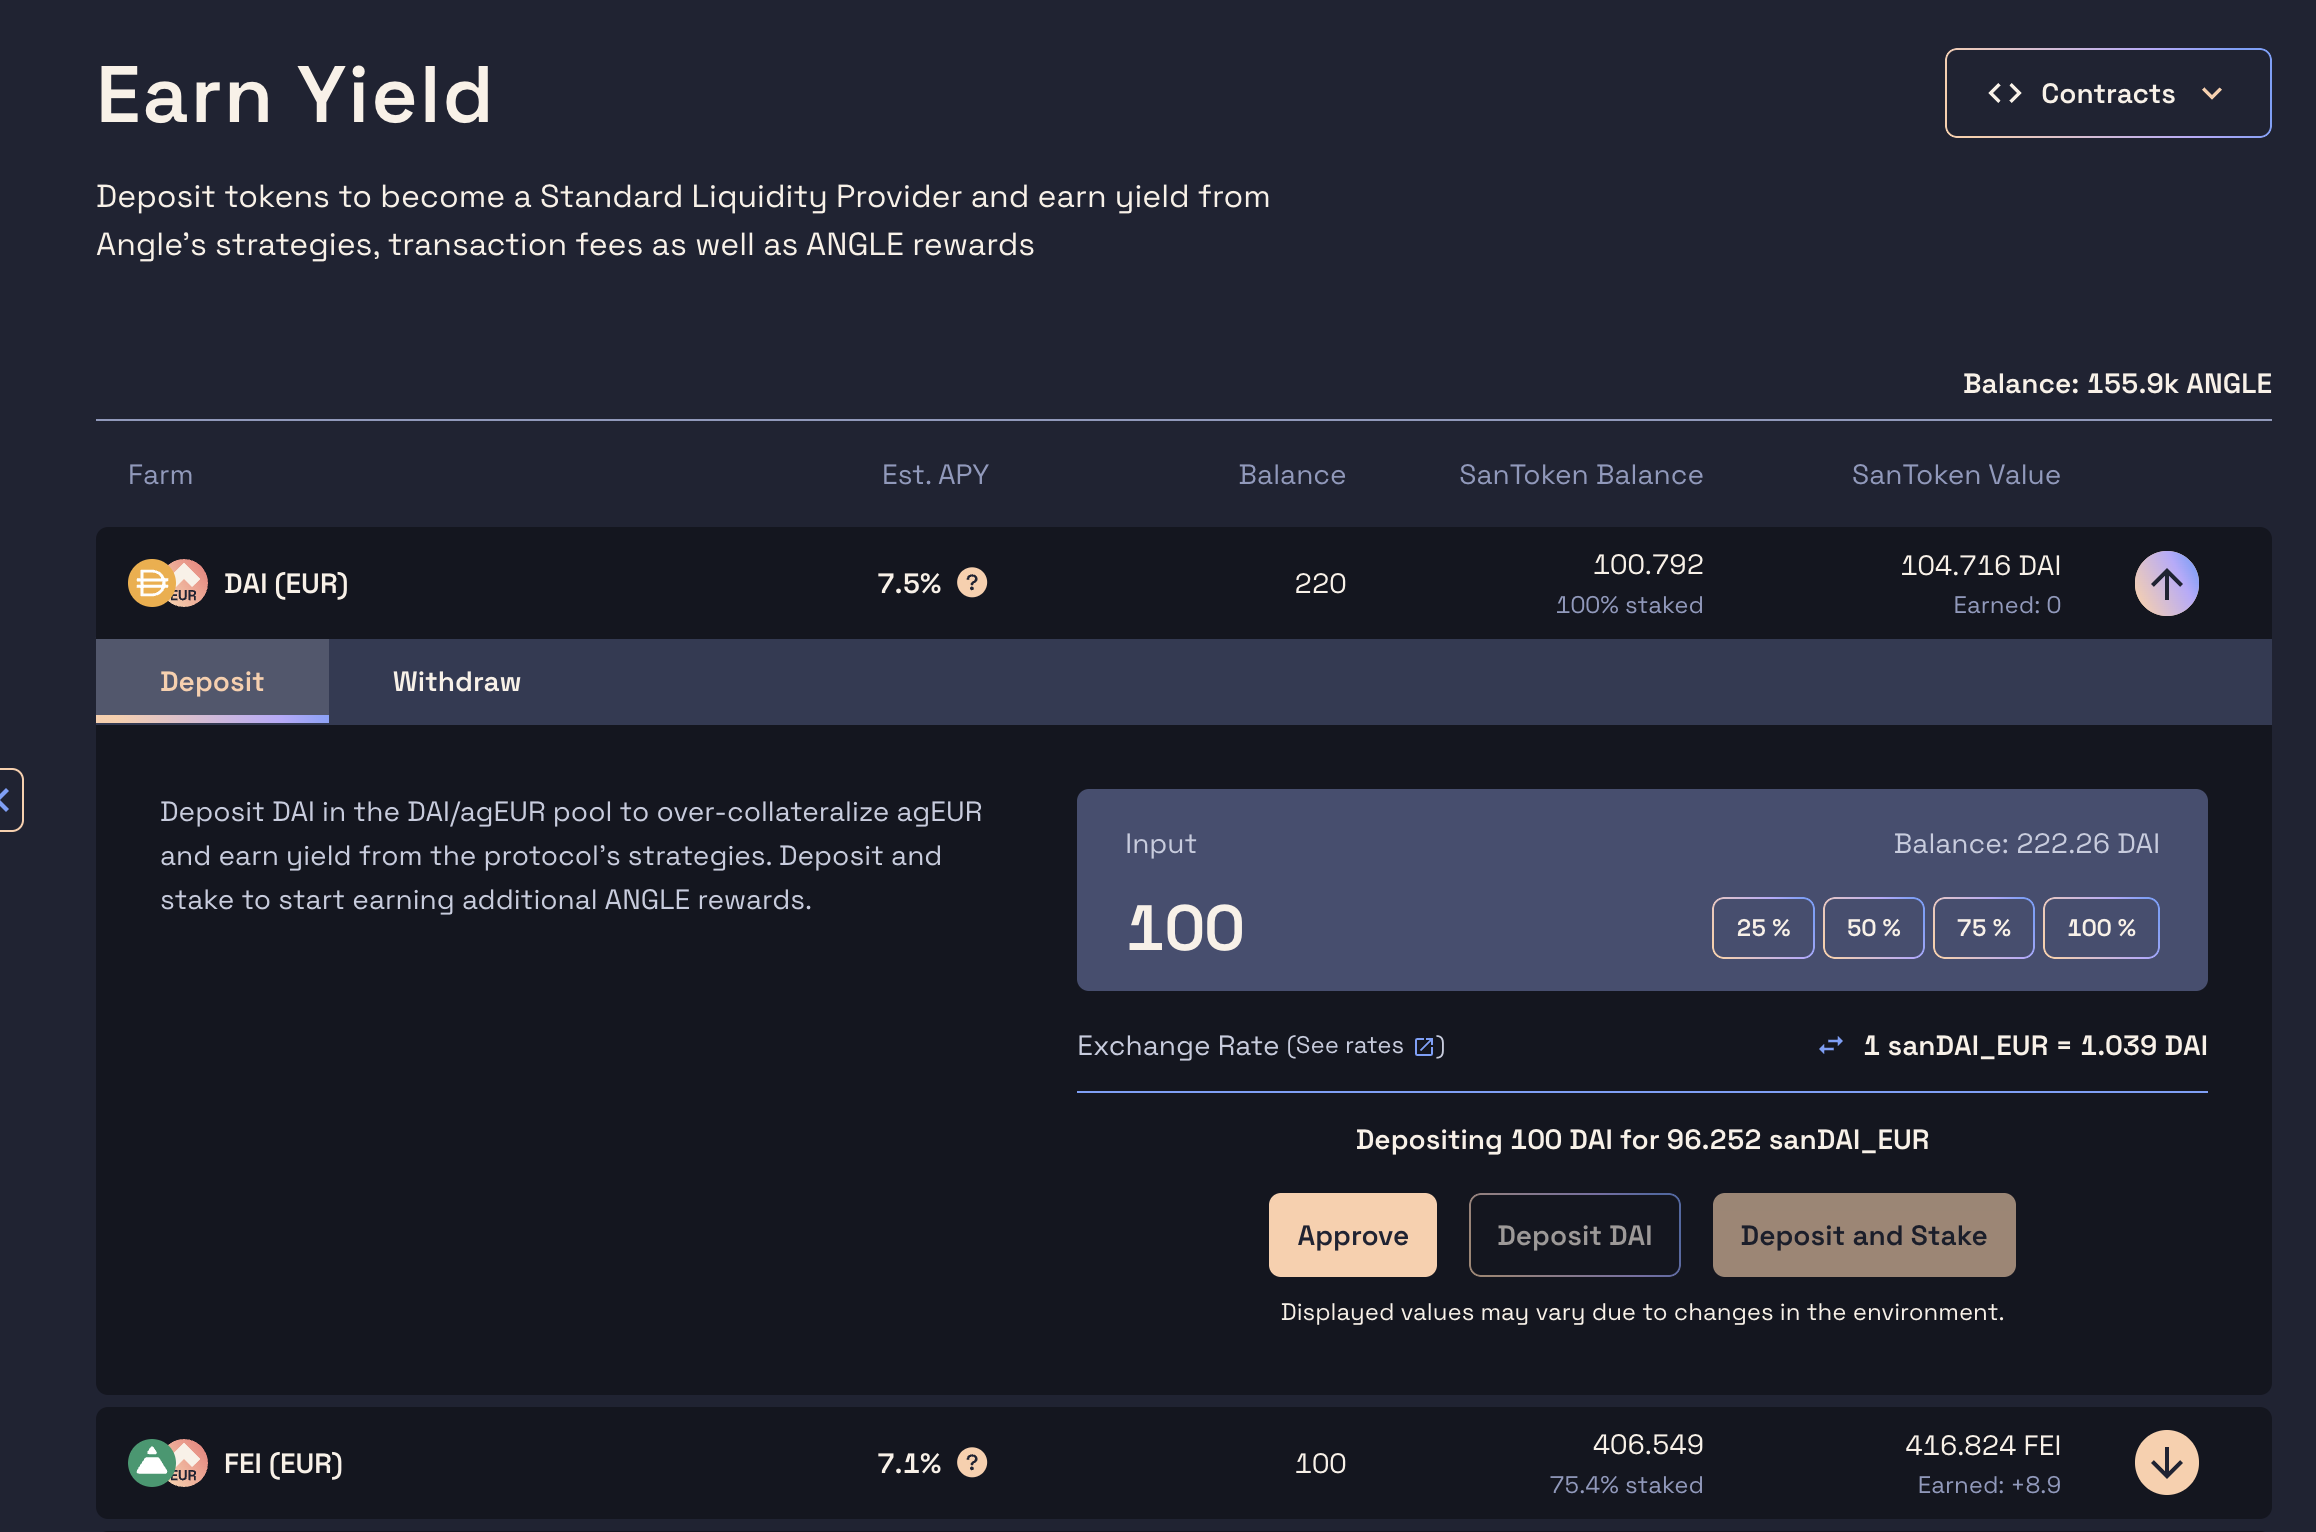 Earn Yield
Contracts
Deposit tokens to become a Standard Liquidity Provider and earn yield from
Angle's strategies, transaction fees as well as ANGLE rewards
Balance: 155.9k ANGLE
Farm Est. APY Balance SanToken Balance SanToken Value
EUR DAI (EUR) 7.5% ? 220 100.792 104.716 DAI
100% staked Earned: 0
Deposit Withdraw
Deposit DAI in the DAI/agEUR pool to over-collateralize agEUR
and earn yield from the protocol's strategies. Deposit and
stake to start earning additional ANGLE rewards.
Input Balance: 222.26 DAI
100 25 % 50 % 75 % 100 %
Exchange Rate (See rates ) 1 sanDAI_EUR = 1.039 DAI
Depositing 100 DAI for 96.252 sanDAI_EUR
Approve Deposit DAI Deposit and Stake
Displayed values may vary due to changes in the environment.
EUR FEI (EUR) 7.1% ? 100 406.549 416.824 FEI
75.4% staked Earned: +8.9